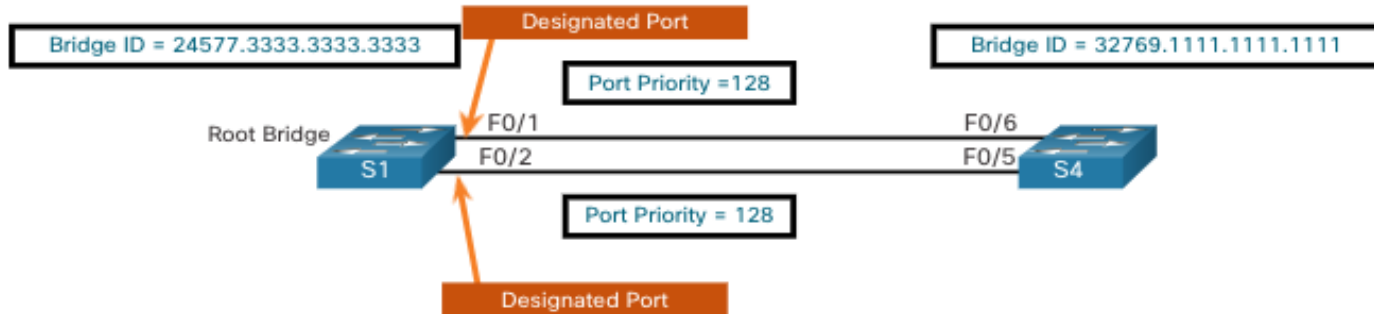 Designated Port
Bridge ID = 24577.3333.3333.3333
Bridge ID = 32769.1111.1111.1111
Port Priority =128
Root Bridge
F0/1
F0/6
F0/2
F0/5
S1
S4
Port Priority = 128
Designated Port